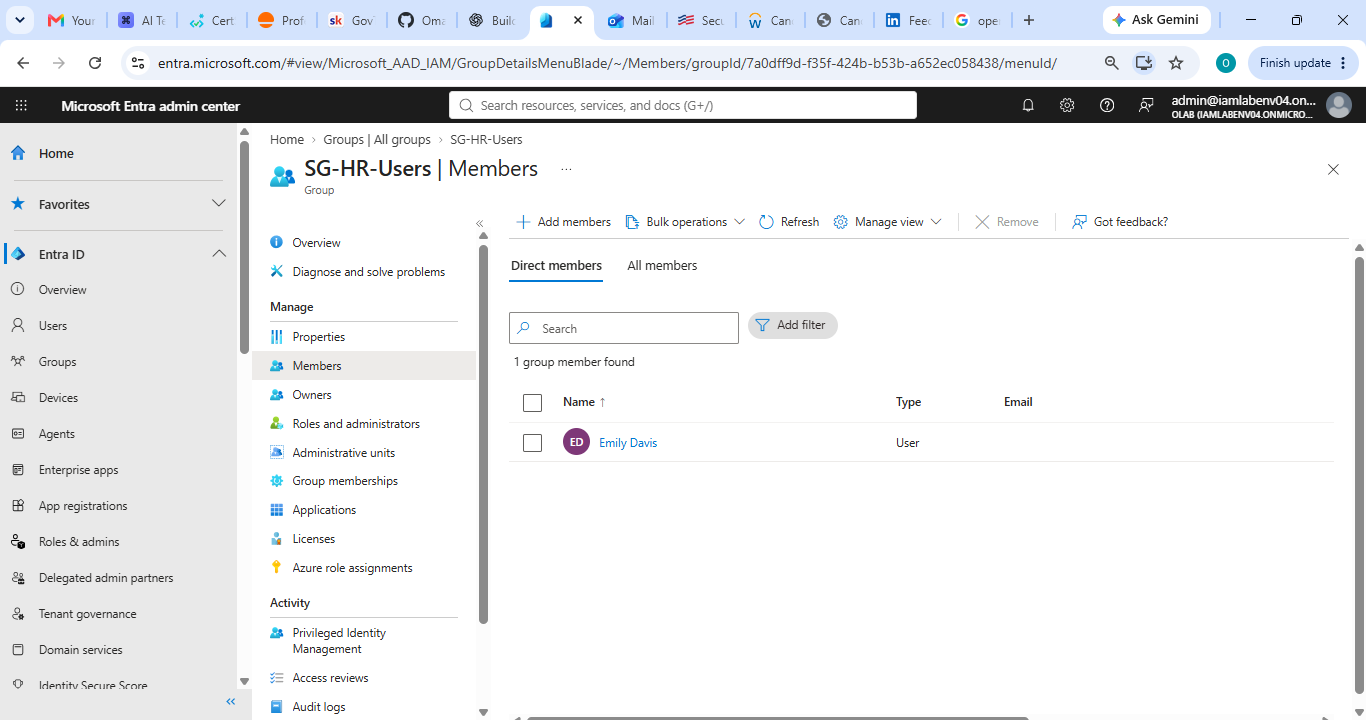 Your
AI Te
Cert
Profe
Gov
Oma
Build
Mail
Secu
Cand
Cand
Feed
oper
Ask Gemini
entra.microsoft.com/#view/Microsoft_AAD_IAM/GroupDetailsMenuBlade/~/Members/groupId/7a0dff9d-f35f-424b-b53b-a652ec058438/menuId/
O
Finish update
Microsoft Entra admin center
Search resources, services, and docs (G+/)
admin@iamlabenv04.on...
OLAB (IAMLABENV04.ONMICRO...
Home
Favorites
Entra ID
Overview
Users
Groups
Devices
Agents
Enterprise apps
App registrations
Roles & admins
Delegated admin partners
Tenant governance
Domain services
Identity Secure Score
Home > Groups | All groups > SG-HR-Users
SG-HR-Users | Members ...
Group
Overview
Diagnose and solve problems
Manage
Properties
Members
Owners
Roles and administrators
Administrative units
Group memberships
Applications
Licenses
Azure role assignments
Activity
Privileged Identity
Management
Access reviews
Audit logs
Add members
Bulk operations
Refresh
Manage view
Remove
Got feedback?
Direct members
All members
Search
Add filter
1 group member found
Name ↑ Type Email
ED Emily Davis User